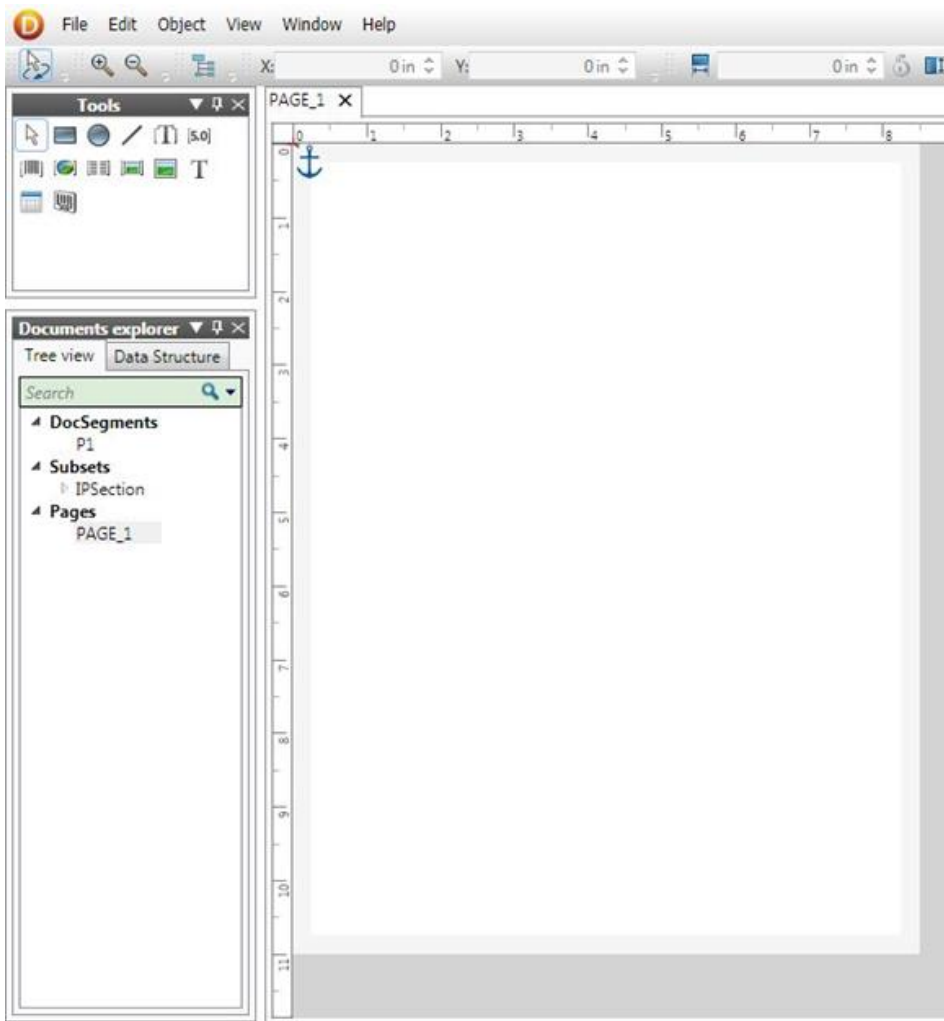 D File Edit Object View Window Help
X: 0 in Y: 0 in 0 in
Tools
PAGE_1
[T] [5.0]
T
0 1 2 3 4 5 6 7 8
0
1
2
3
4
5
6
7
8
9
10
11
Documents explorer
Tree view Data Structure
Search
DocSegments
P1
Subsets
IPSection
Pages
PAGE_1